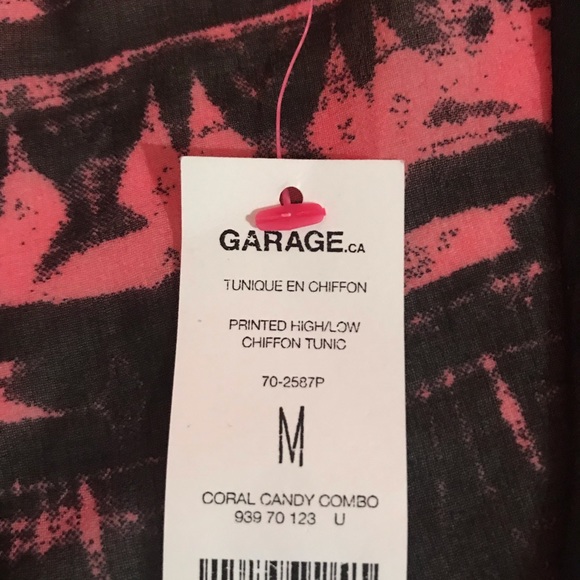 GARAGE.CA
TUNIQUE EN CHIFFON
PRINTED HIGH/LOW
CHIFFON TUNIC
70-2587P
M
CORAL CANDY COMBO
939 70 123 U